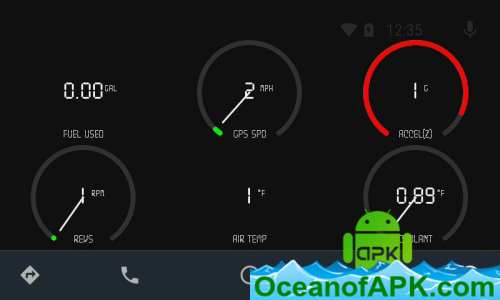 12:35
0.00 GAL
2 MPH
1 G
FUEL USED
GPS SPD
ACCEL(Z)
1 RPM
1 °F
0.89 °F
REVS
AIR TEMP
APK
OceanofAPK.com